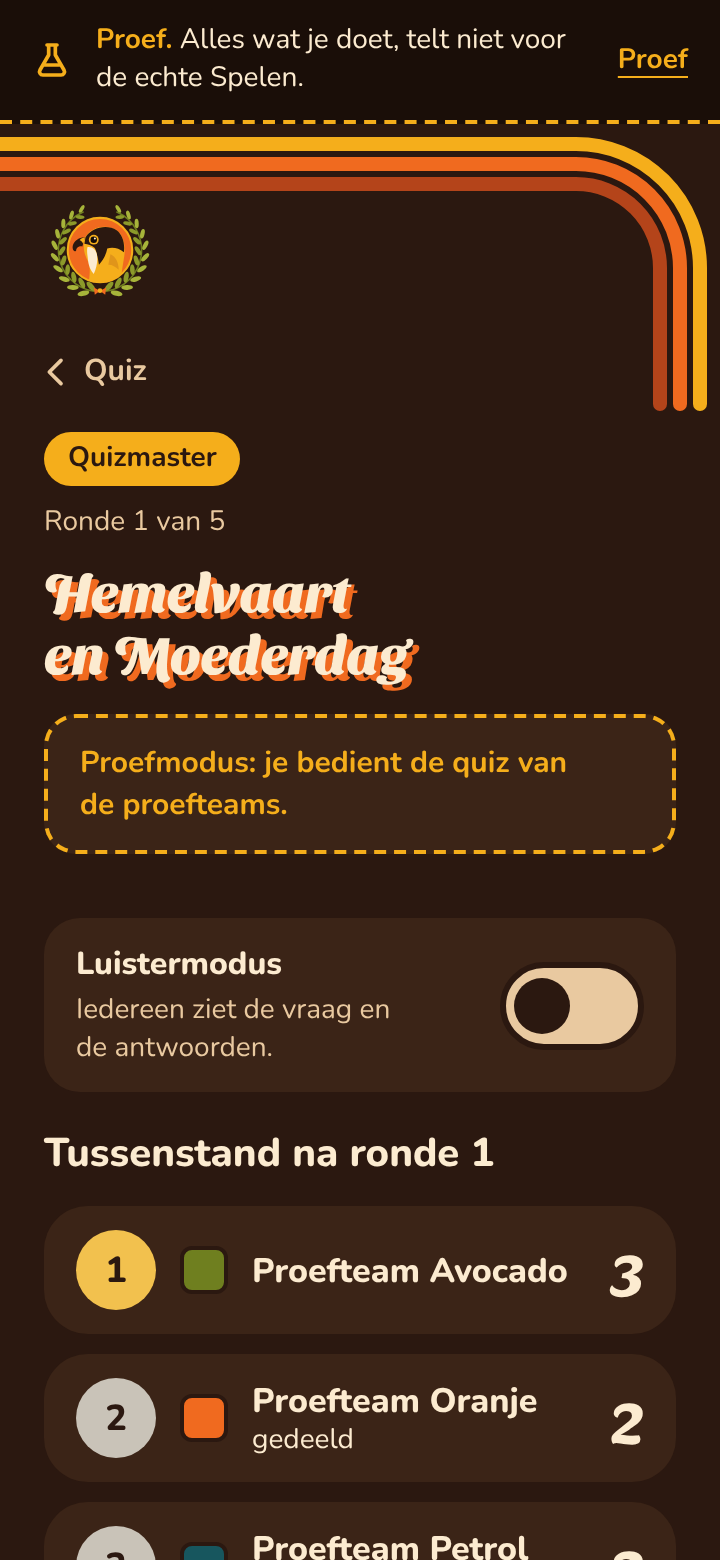 Proef. Alles wat je doet, telt niet voor
de echte Spelen.
Proef
Quiz
Quizmaster
Ronde 1 van 5
Hemelvaart
en Moederdag
Proefmodus: je bedient de quiz van
de proefteams.
Luistermodus
Iedereen ziet de vraag en
de antwoorden.
Tussenstand na ronde 1
1 Proefteam Avocado 3
2 Proefteam Oranje 2
gedeeld
Proefteam Petrol